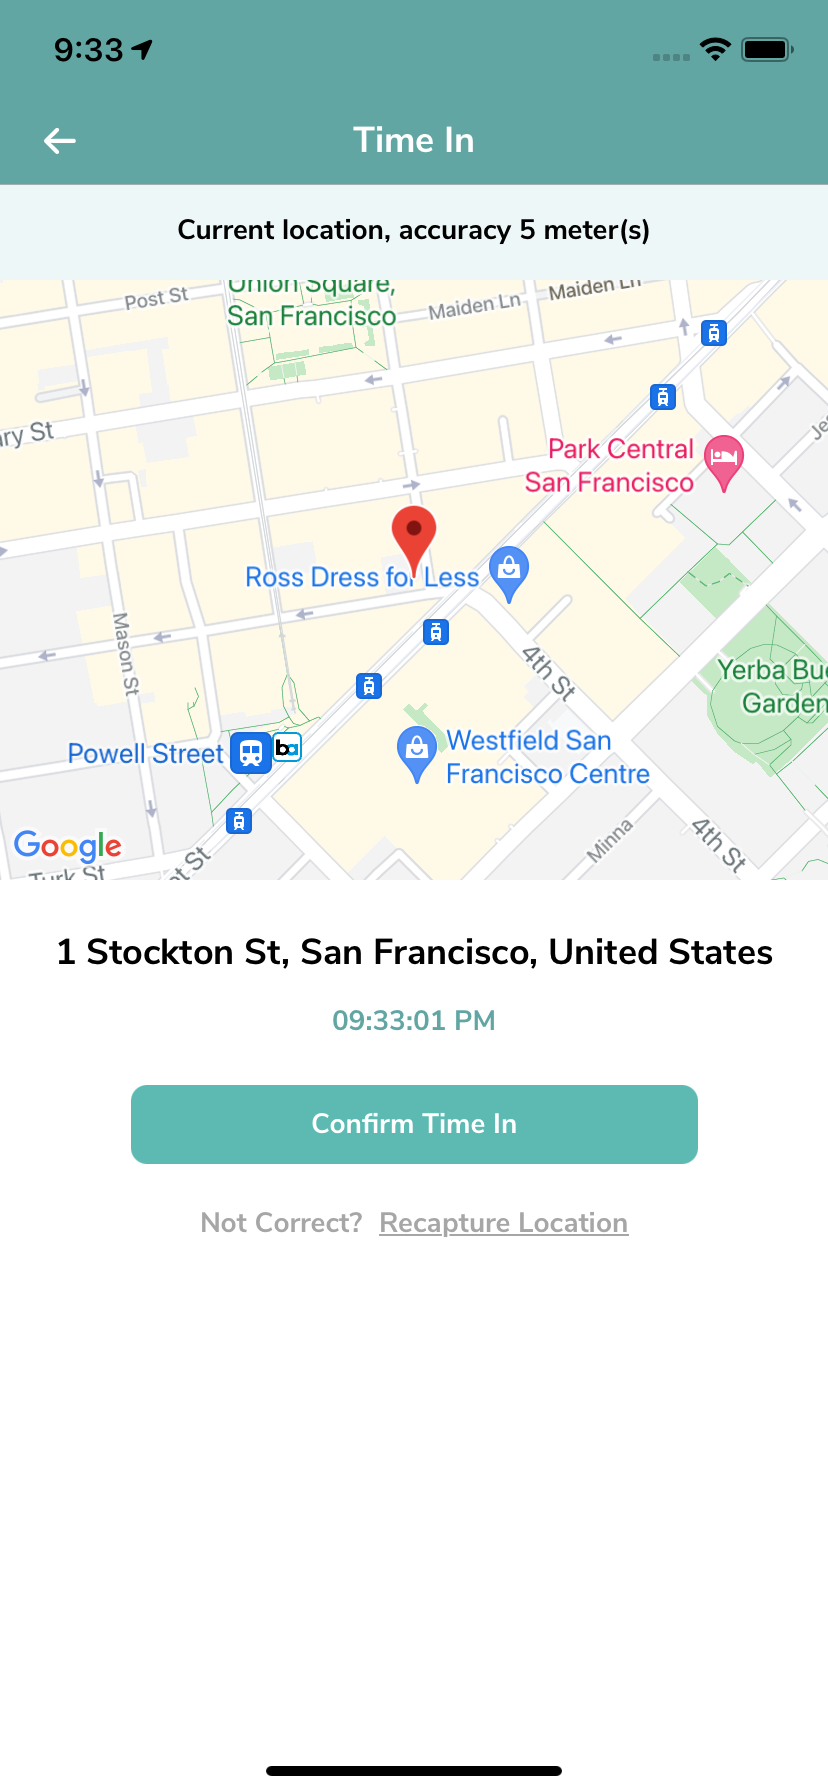 9:33
Time In
Current location, accuracy 5 meter(s)
Union Square,
San Francisco
Post St
Maiden Ln
Maiden Ln
ry St
Park Central
San Francisco
Ross Dress for Less
Mason St
4th St
Yerba Bue
Garden
Powell Street
ba
Westfield San
Francisco Centre
Minna
4th St
Google
Turk St
et St
1 Stockton St, San Francisco, United States
09:33:01 PM
Confirm Time In
Not Correct? Recapture Location